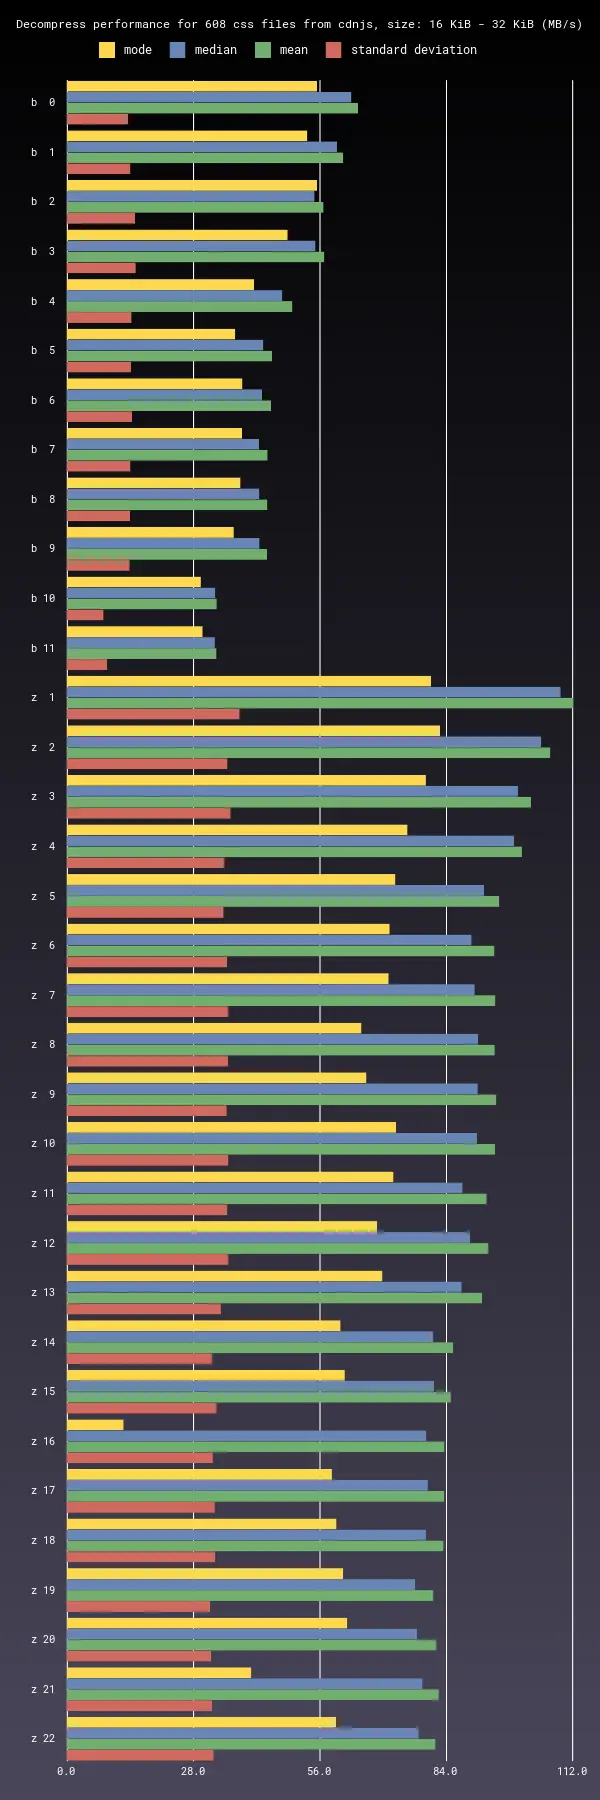 Decompress performance for 608 css files from cdnjs, size: 16 KiB - 32 KiB (MB/s)
mode median mean standard deviation
b 0
b 1
b 2
b 3
b 4
b 5
b 6
b 7
b 8
b 9
b 10
b 11
z 1
z 2
z 3
z 4
z 5
z 6
z 7
z 8
z 9
z 10
z 11
z 12
z 13
z 14
z 15
z 16
z 17
z 18
z 19
z 20
z 21
z 22
0.0 28.0 56.0 84.0 112.0